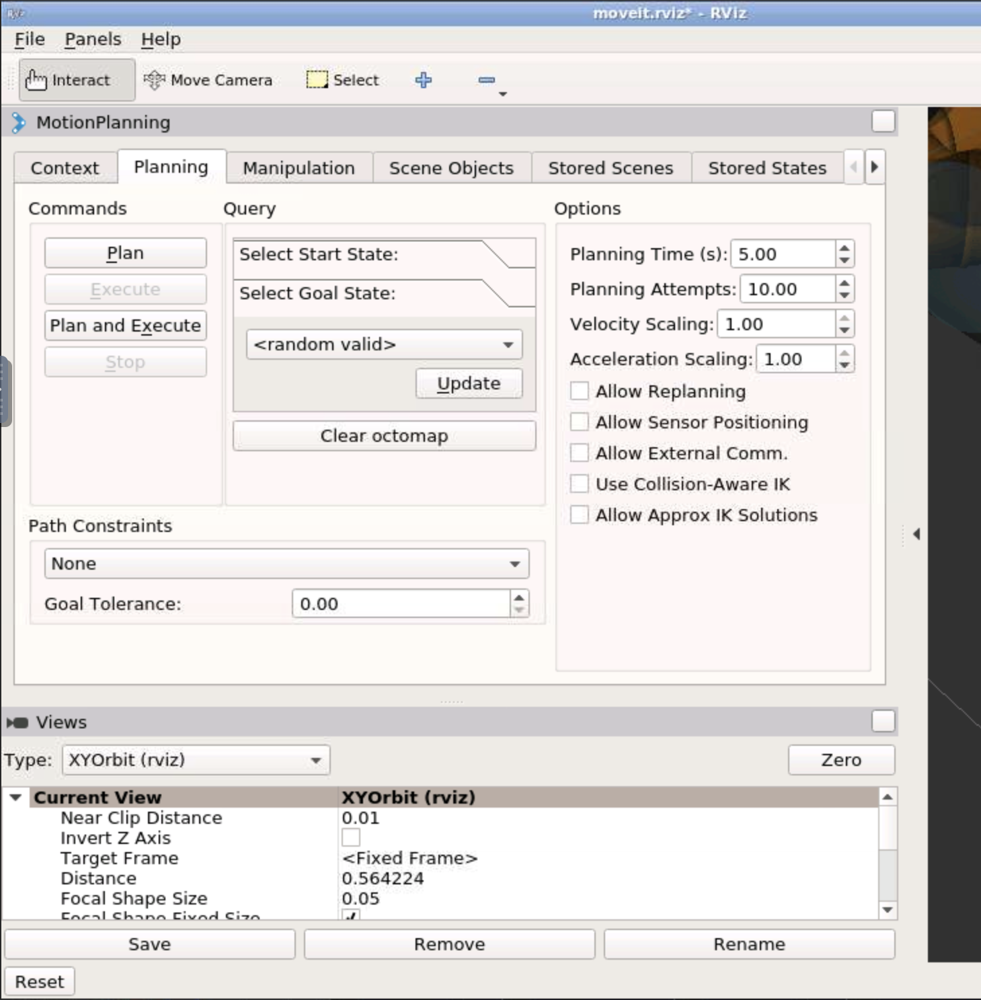 moveit.rviz* - RViz
File Panels Help
Interact Move Camera Select
MotionPlanning
Context Planning Manipulation Scene Objects Stored Scenes Stored States
Commands
Plan
Execute
Plan and Execute
Stop
Query
Select Start State:
Select Goal State:
<random valid>
Update
Clear octomap
Path Constraints
None
Goal Tolerance: 0.00
Options
Planning Time (s): 5.00
Planning Attempts: 10.00
Velocity Scaling: 1.00
Acceleration Scaling: 1.00
Allow Replanning
Allow Sensor Positioning
Allow External Comm.
Use Collision-Aware IK
Allow Approx IK Solutions
Views
Type: XYOrbit (rviz) Zero
Current View XYOrbit (rviz)
Near Clip Distance 0.01
Invert Z Axis
Target Frame <Fixed Frame>
Distance 0.564224
Focal Shape Size 0.05
Focal Shape Fixed Size
Save Remove Rename
Reset